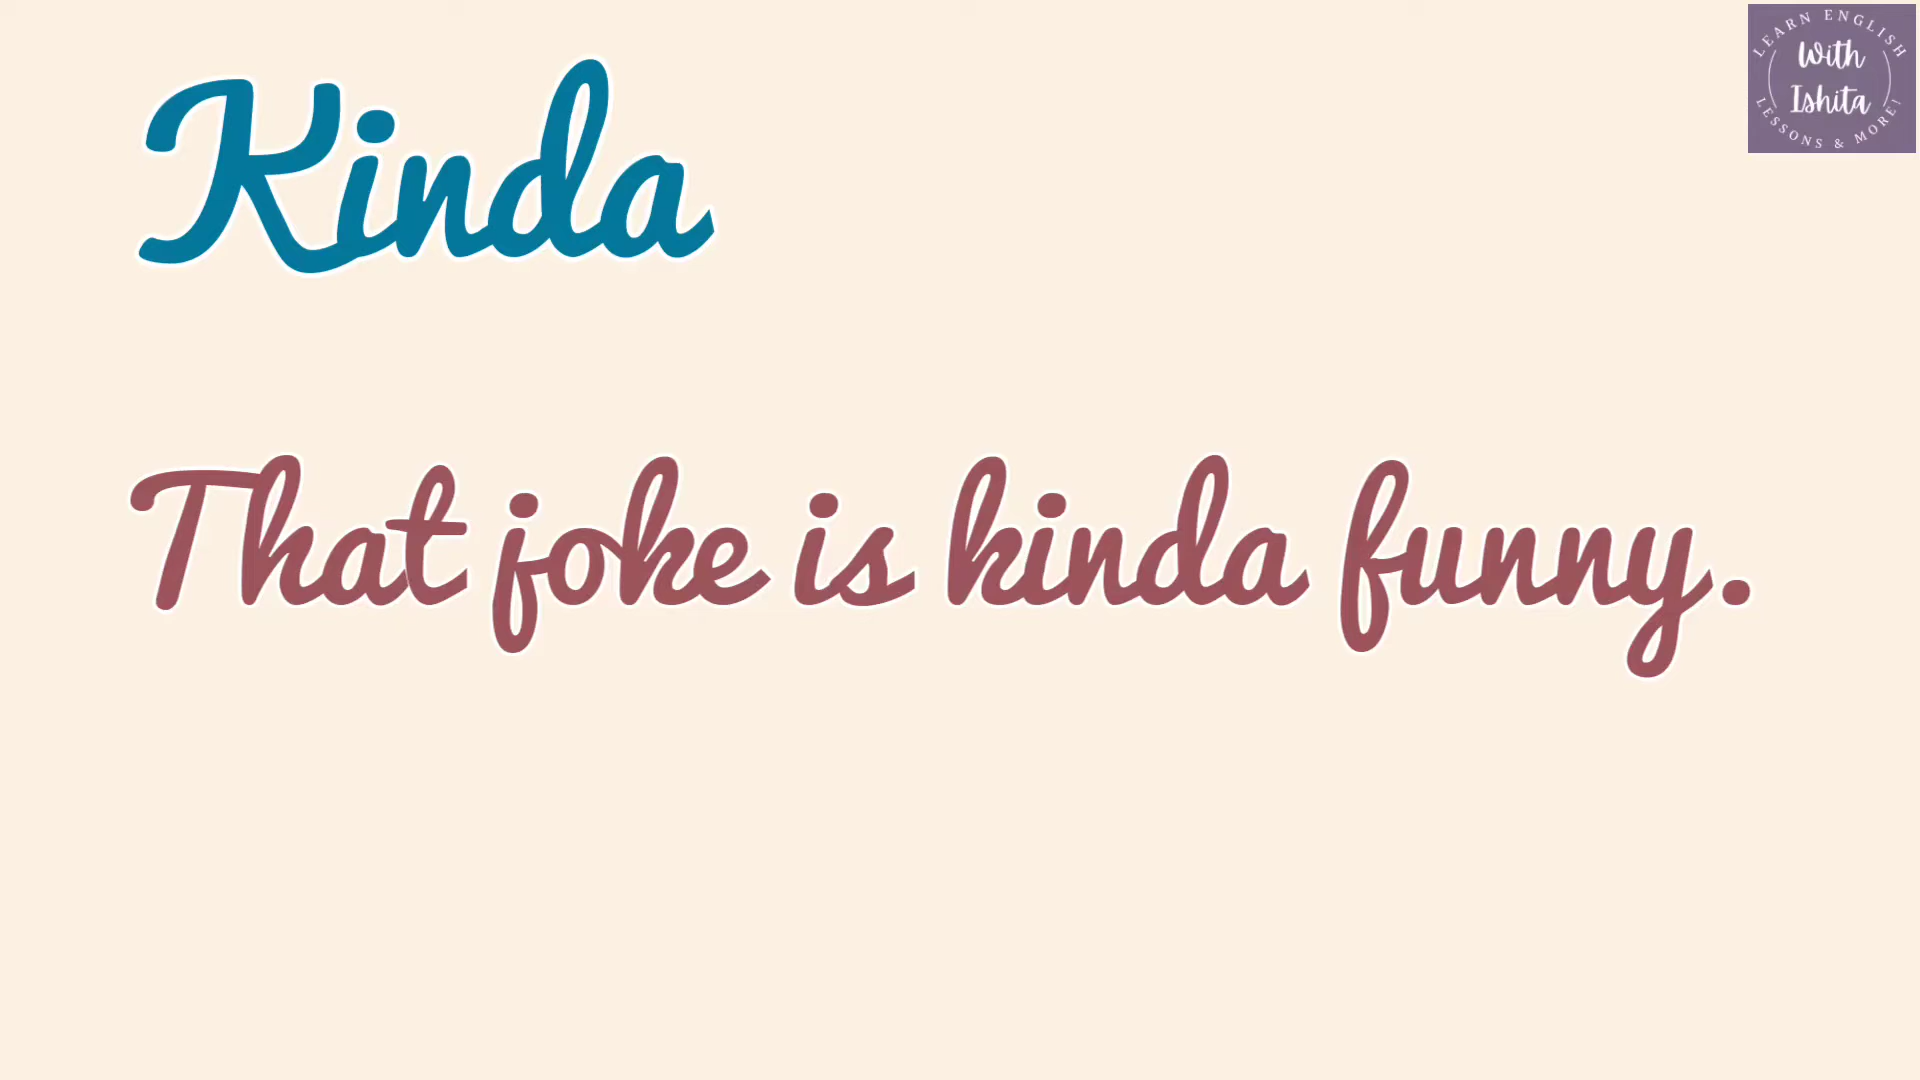 Kinda
LEARN ENGLISH
With
Ishita
LESSONS & MORE!
That joke is kinda funny.